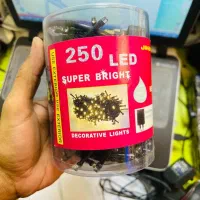 250 LED
SUPER BRIGHT
DECORATIVE LIGHTS